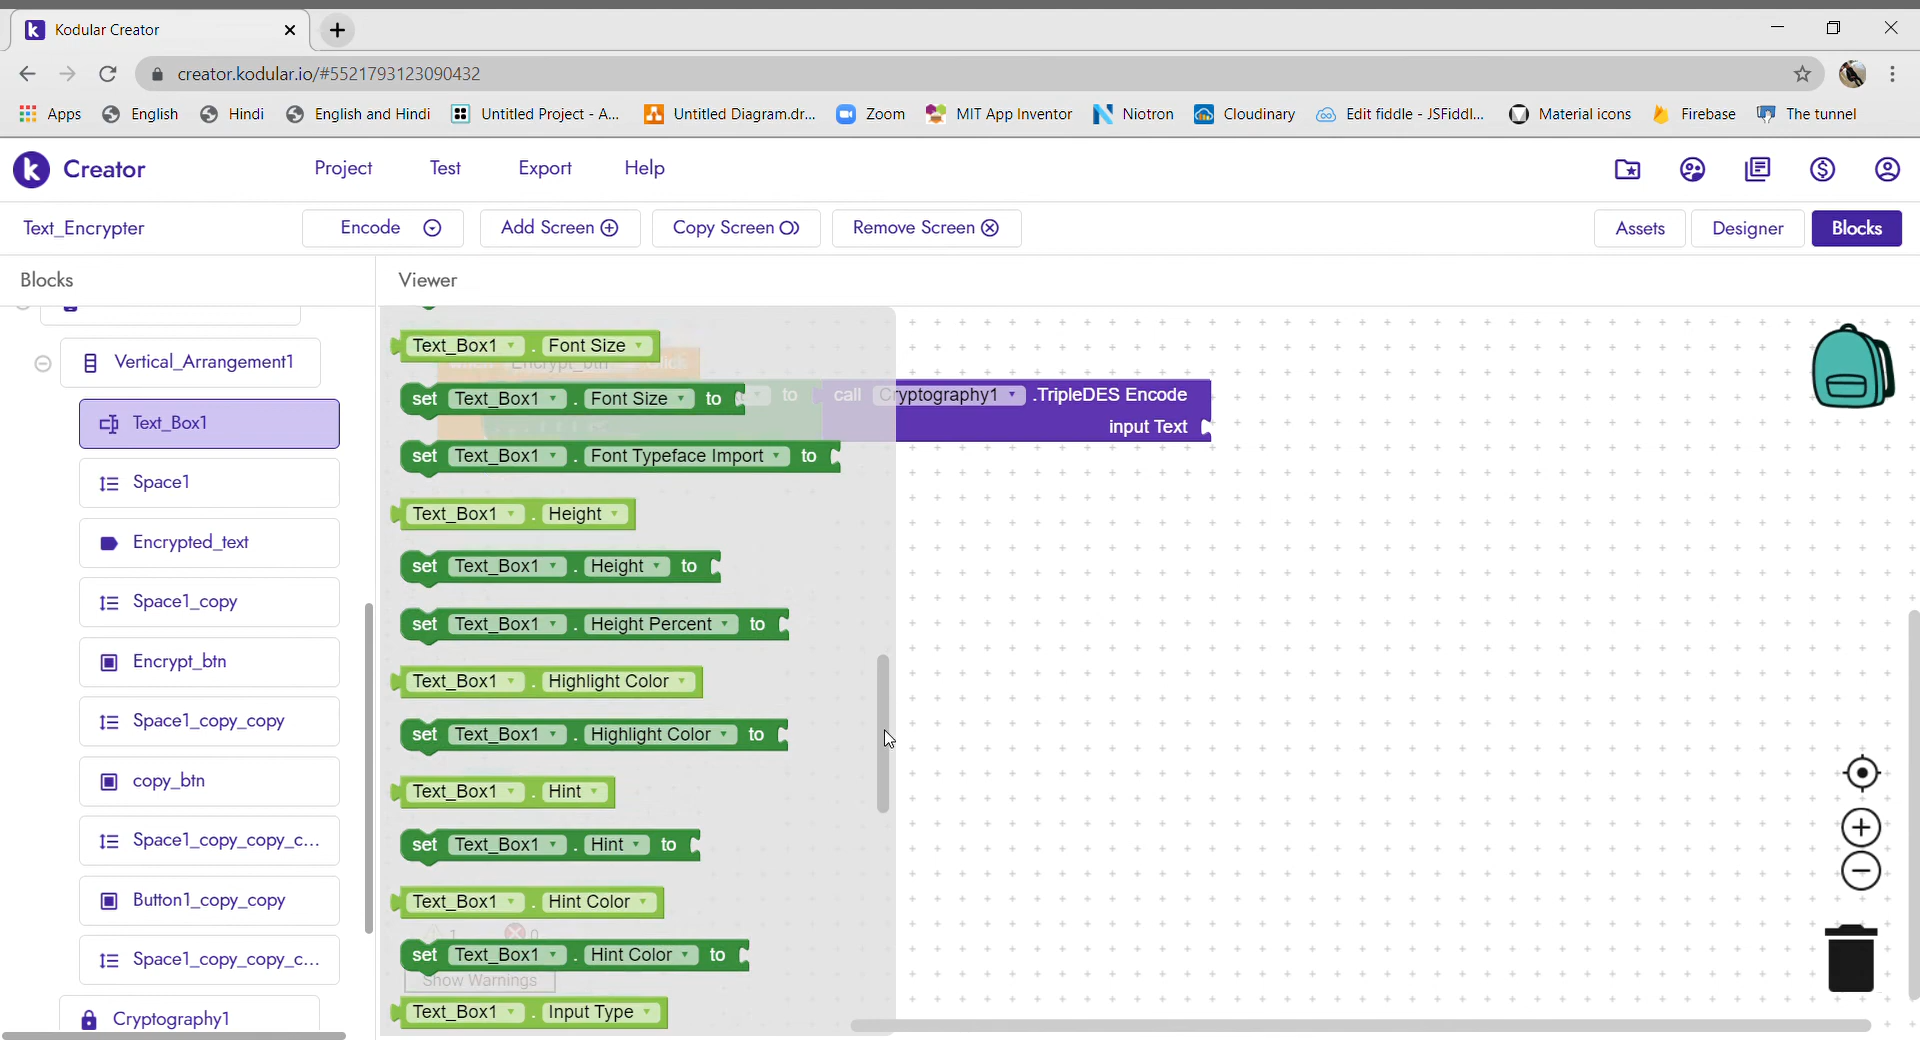 Kodular Creator
creator.kodular.io/#5521793123090432
Apps English Hindi English and Hindi Untitled Project - A... Untitled Diagram.dr... Zoom MIT App Inventor Niotron Cloudinary Edit fiddle - JSFiddl... Material icons Firebase The tunnel
k Creator Project Test Export Help
Text_Encrypter Encode Add Screen Copy Screen Remove Screen Assets Designer Blocks
Blocks Viewer
Vertical_Arrangement1
Text_Box1
Space1
Encrypted_text
Space1_copy
Encrypt_btn
Space1_copy_copy
copy_btn
Space1_copy_copy_c...
Button1_copy_copy
Space1_copy_copy_c...
Cryptography1
Text_Box1 . Font Size
set Text_Box1 . Font Size to
set Text_Box1 . Font Typeface Import to
Text_Box1 . Height
set Text_Box1 . Height to
set Text_Box1 . Height Percent to
Text_Box1 . Highlight Color
set Text_Box1 . Highlight Color to
Text_Box1 . Hint
set Text_Box1 . Hint to
Text_Box1 . Hint Color
set Text_Box1 . Hint Color to
Text_Box1 . Input Type
when Encrypt_btn Click
to call Cryptography1 .TripleDES Encode
input Text
1 0
Show Warnings